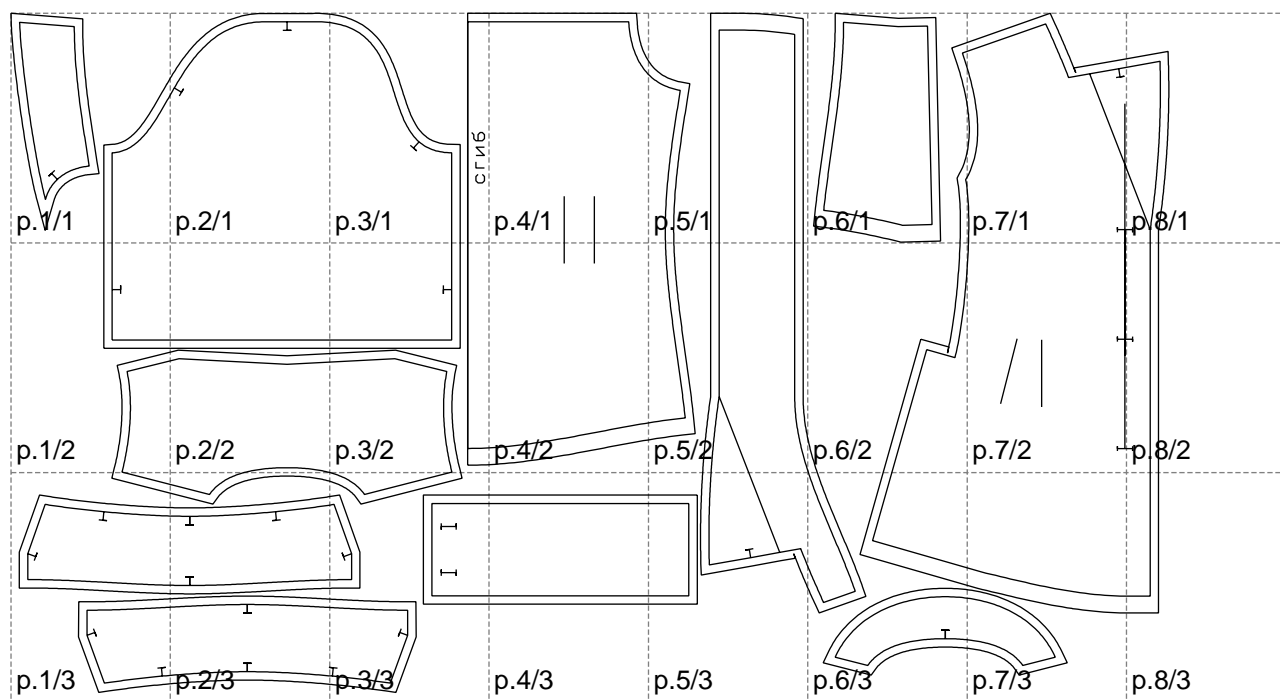 сгиб
p.1/1 p.2/1 p.3/1 p.4/1 p.5/1 p.6/1 p.7/1 p.8/1
p.1/2 p.2/2 p.3/2 p.4/2 p.5/2 p.6/2 p.7/2 p.8/2
p.1/3 p.2/3 p.3/3 p.4/3 p.5/3 p.6/3 p.7/3 p.8/3